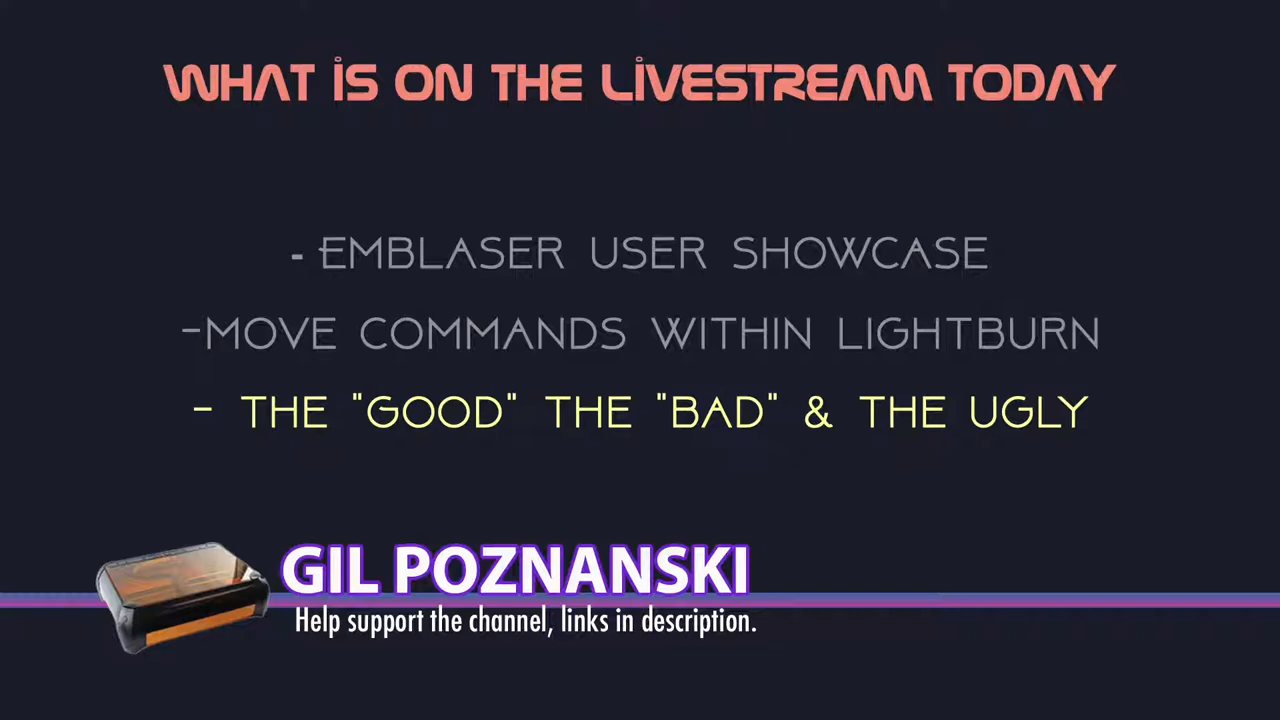 WHAT IS ON THE LIVESTREAM TODAY
- EMBLASER USER SHOWCASE
-MOVE COMMANDS WITHIN LIGHTBURN
- THE "GOOD" THE "BAD" & THE UGLY
GIL POZNANSKI
Help support the channel, links in description.